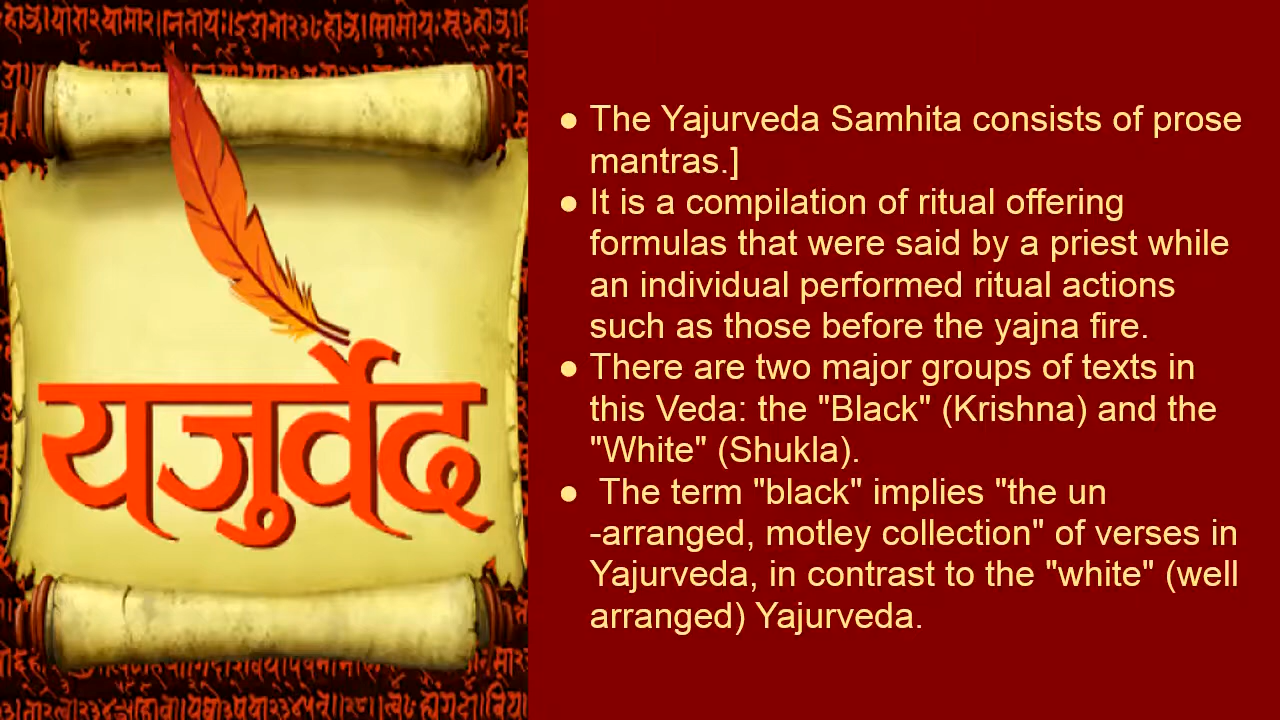 यजुर्वेद
● The Yajurveda Samhita consists of prose
mantras.]
● It is a compilation of ritual offering
formulas that were said by a priest while
an individual performed ritual actions
such as those before the yajna fire.
● There are two major groups of texts in
this Veda: the "Black" (Krishna) and the
"White" (Shukla).
● The term "black" implies "the un
-arranged, motley collection" of verses in
Yajurveda, in contrast to the "white" (well
arranged) Yajurveda.